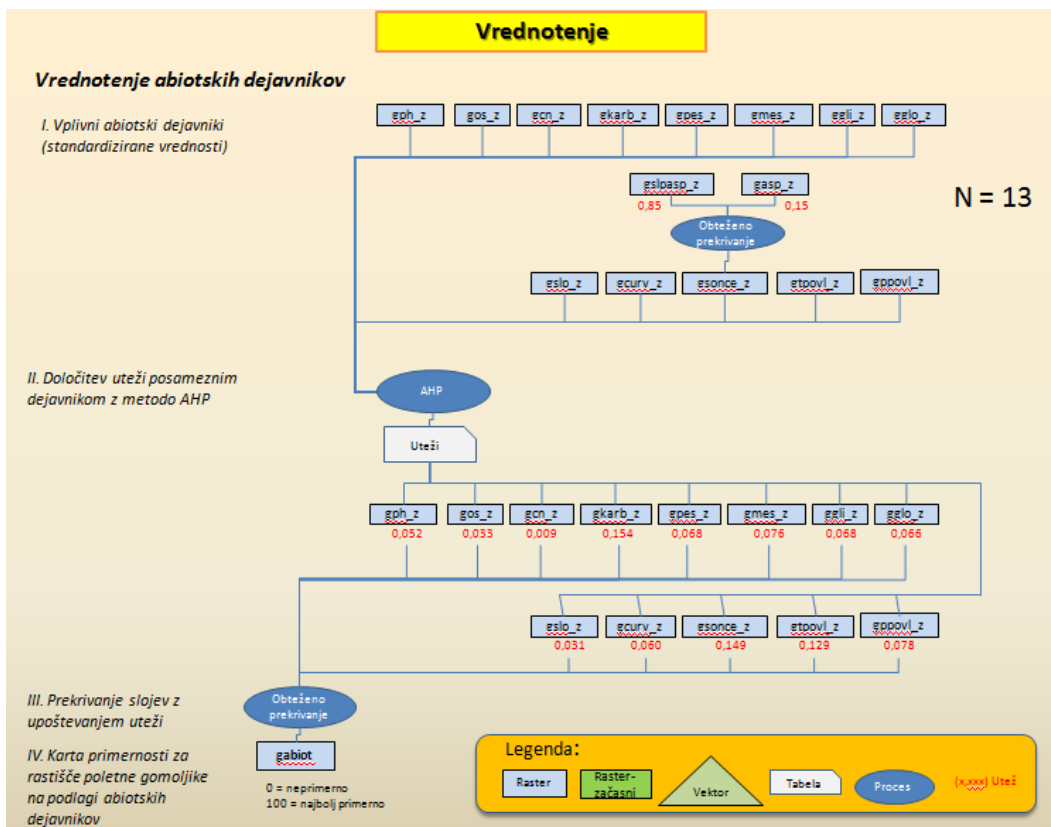 Vrednotenje
Vrednotenje abiotskih dejavnikov
I. Vplivni abiotski dejavniki
(standardizirane vrednosti)
gph_z gos_z gcn_z gkarb_z gpes_z gmes_z ggli_z gglo_z
gslpasp_z gasp_z
0,85 0,15
N = 13
Obteženo
prekrivanje
gslp_z gcurv_z gsonce_z gtpovl_z gppovl_z
II. Določitev uteži posameznim
dejavnikom z metodo AHP
AHP
Uteži
gph_z gos_z gcn_z gkarb_z gpes_z gmes_z ggli_z gglo_z
0,052 0,033 0,009 0,154 0,068 0,076 0,068 0,066
gslp_z gcurv_z gsonce_z gtpovl_z gppovl_z
0,031 0,060 0,149 0,129 0,078
III. Prekrivanje slojev z
upoštevanjem uteži
Obteženo
prekrivanje
IV. Karta primernosti za
rastišče poletne gomoljike
na podlagi abiotskih
dejavnikov
gabiot
0 = neprimerno
100 = najbolj primerno
Legenda:
Raster
Raster-
začasni
Vektor
Tabela
Proces
(x,xxx) Utež